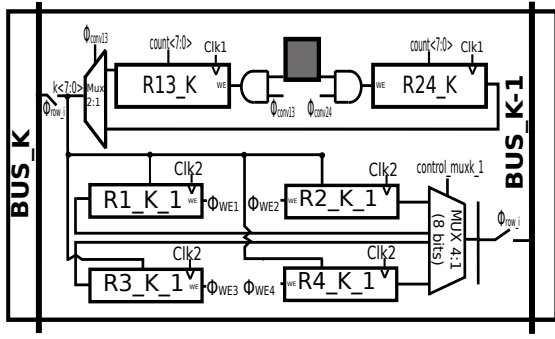 Φconv13
count<7:0>
Clk1
count<7:0>
Clk1
k<7:0>
Mux
2:1
R13_K
WE
WE
R24_K
Φrow_i
Φconv13
Φconv24
BUS_K
BUS_K-1
Clk2
Clk2
control_muxk_1
R1_K_1
WE
ΦWE1
ΦWE2
WE
R2_K_1
MUX 4:1
(8 bits)
Φrow_i
Clk2
Clk2
R3_K_1
WE
ΦWE3
ΦWE4
WE
R4_K_1